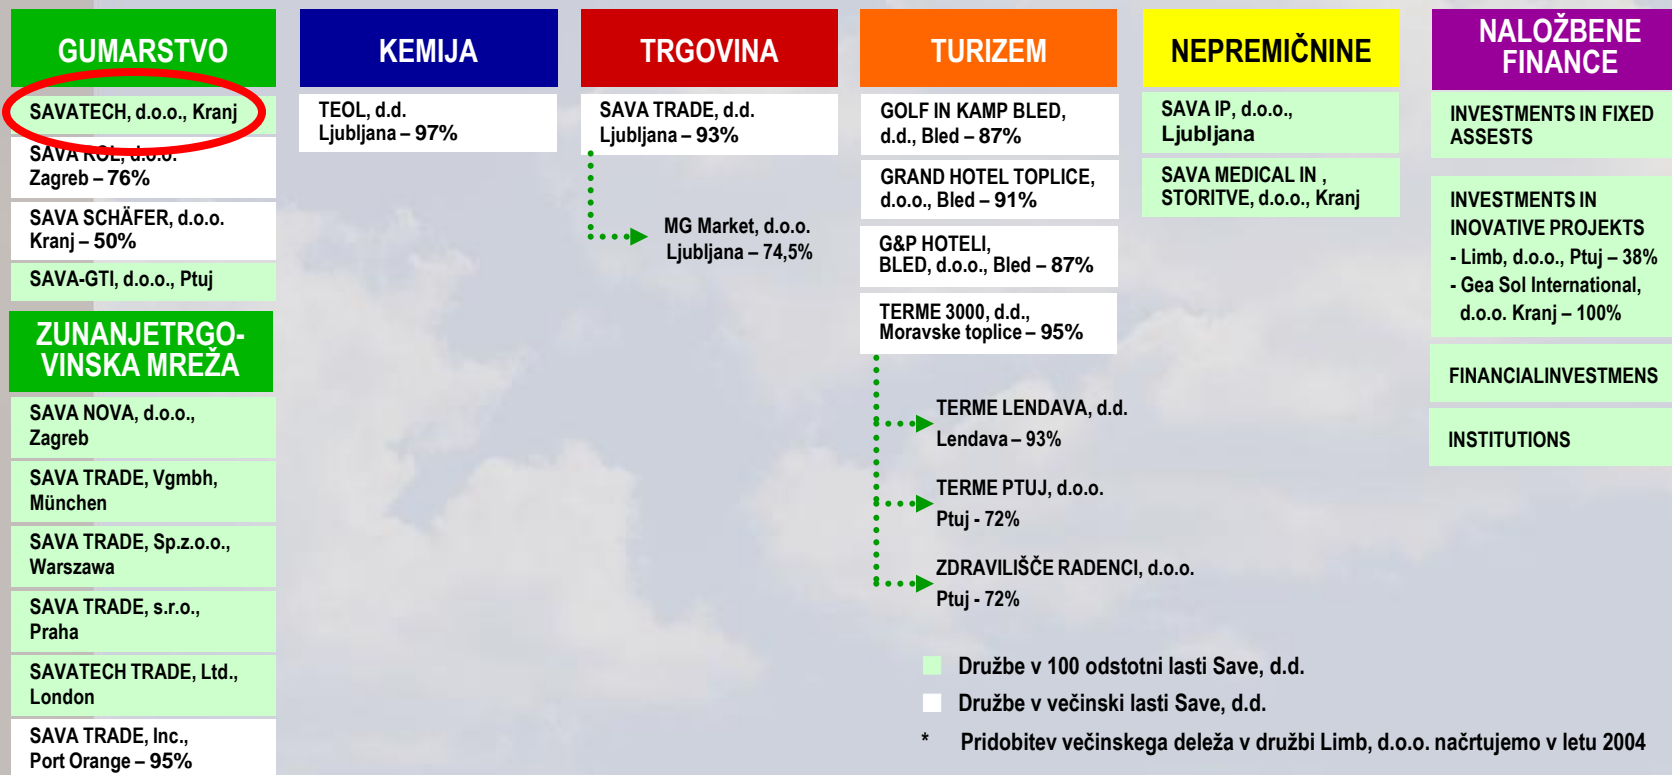 GUMARSTVO
SAVATECH, d.o.o., Kranj
SAVA ROL, d.o.o.
Zagreb – 76%
SAVA SCHÄFER, d.o.o.
Kranj – 50%
SAVA-GTI, d.o.o., Ptuj
ZUNANJETRGO-
VINSKA MREŽA
SAVA NOVA, d.o.o.,
Zagreb
SAVA TRADE, Vgmbh,
München
SAVA TRADE, Sp.z.o.o.,
Warszawa
SAVA TRADE, s.r.o.,
Praha
SAVATECH TRADE, Ltd.,
London
SAVA TRADE, Inc.,
Port Orange – 95%
KEMIJA
TEOL, d.d.
Ljubljana – 97%
TRGOVINA
SAVA TRADE, d.d.
Ljubljana – 93%
MG Market, d.o.o.
Ljubljana – 74,5%
TURIZEM
GOLF IN KAMP BLED,
d.d., Bled – 87%
GRAND HOTEL TOPLICE,
d.o.o., Bled – 91%
G&P HOTELI,
BLED, d.o.o., Bled – 87%
TERME 3000, d.d.,
Moravske toplice – 95%
TERME LENDAVA, d.d.
Lendava – 93%
TERME PTUJ, d.o.o.
Ptuj - 72%
ZDRAVILIŠČE RADENCI, d.o.o.
Ptuj - 72%
NEPREMIČNINE
SAVA IP, d.o.o.,
Ljubljana
SAVA MEDICAL IN ,
STORITVE, d.o.o., Kranj
NALOŽBENE
FINANCE
INVESTMENTS IN FIXED
ASSESTS
INVESTMENTS IN
INOVATIVE PROJEKTS
- Limb, d.o.o., Ptuj – 38%
- Gea Sol International,
d.o.o. Kranj – 100%
FINANCIALINVESTMENS
INSTITUTIONS
Družbe v 100 odstotni lasti Save, d.d.
Družbe v večinski lasti Save, d.d.
* Pridobitev večinskega deleža v družbi Limb, d.o.o. načrtujemo v letu 2004